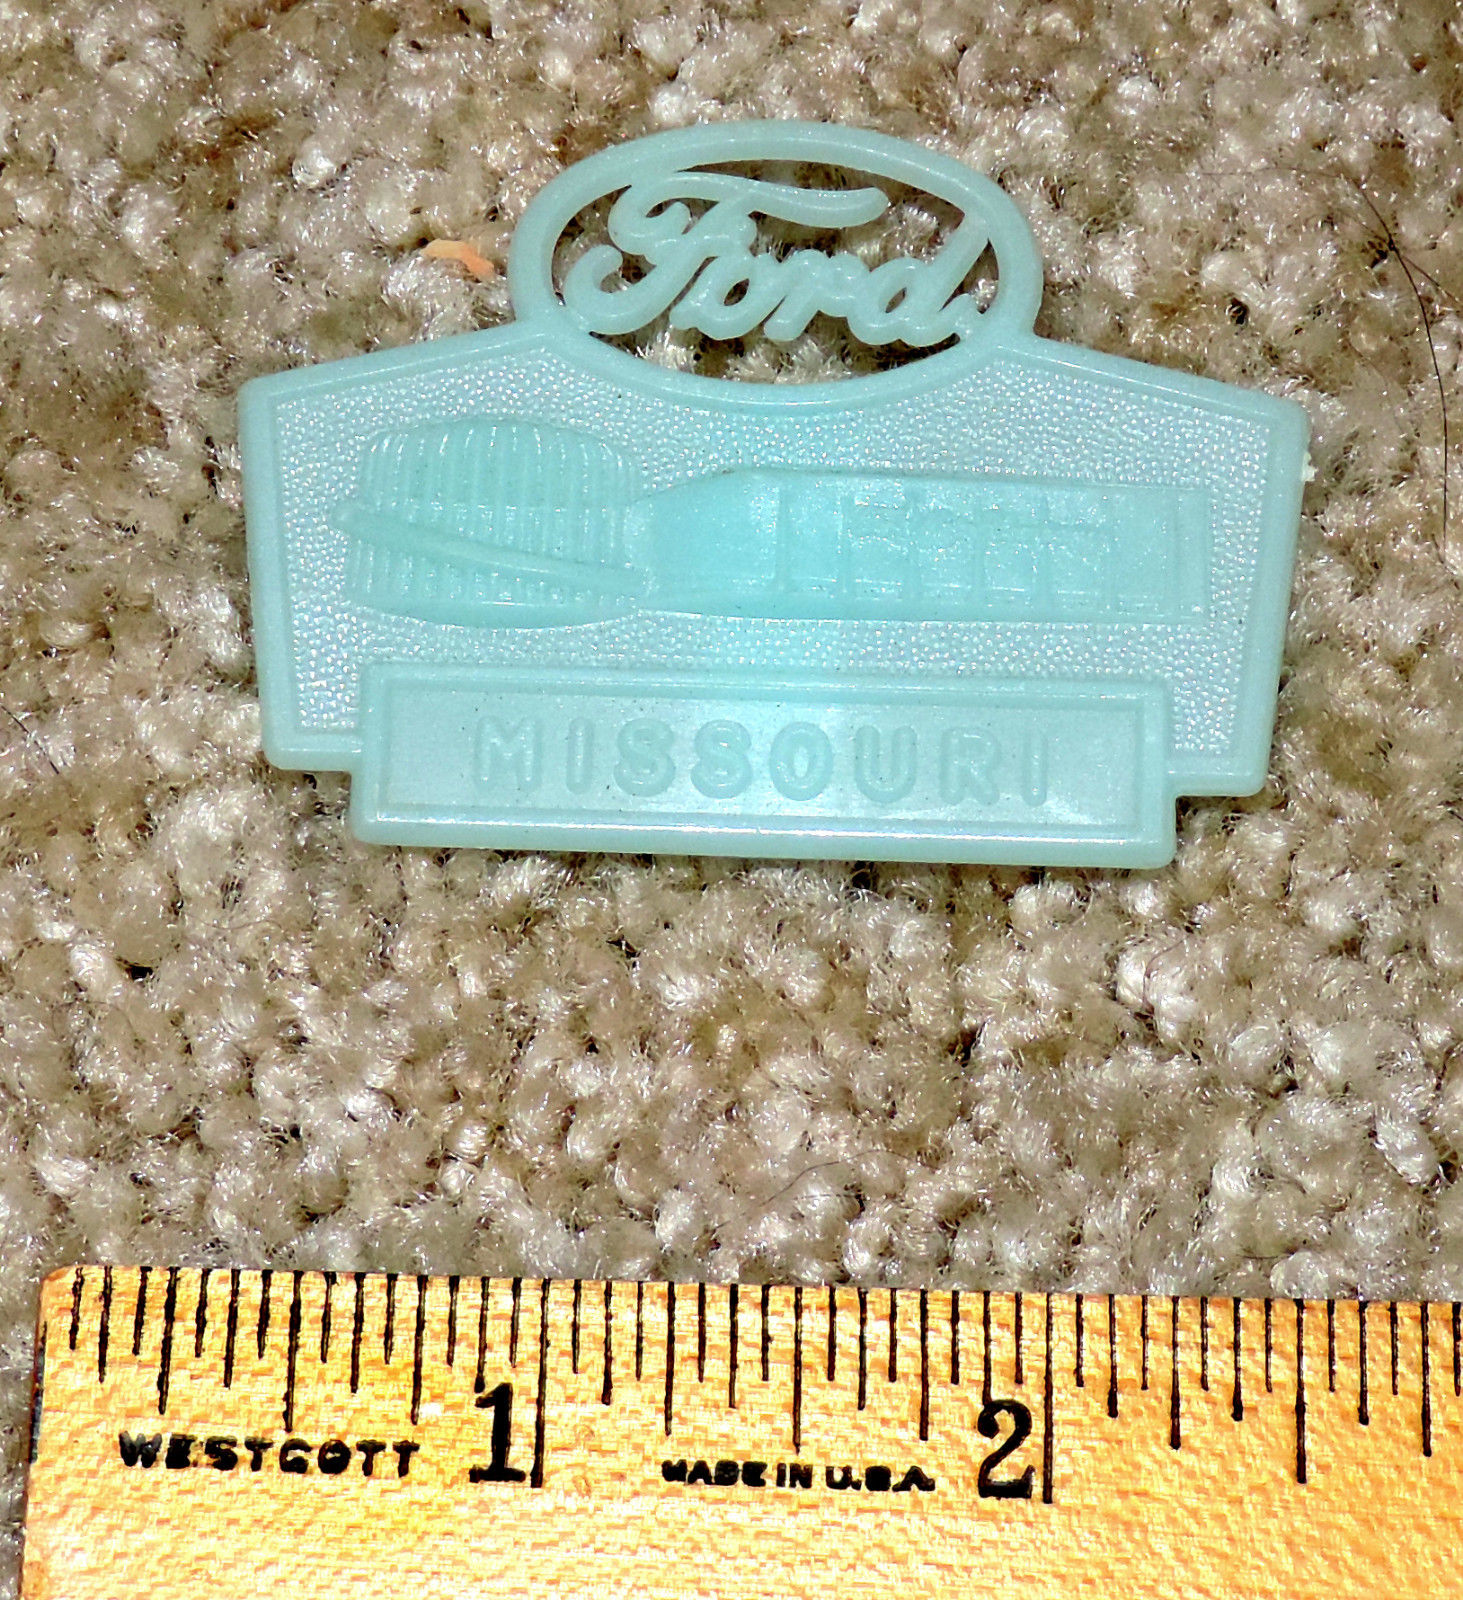 Ford
MISSOURI
1 2
WESTCOTT MADE IN U.S.A.